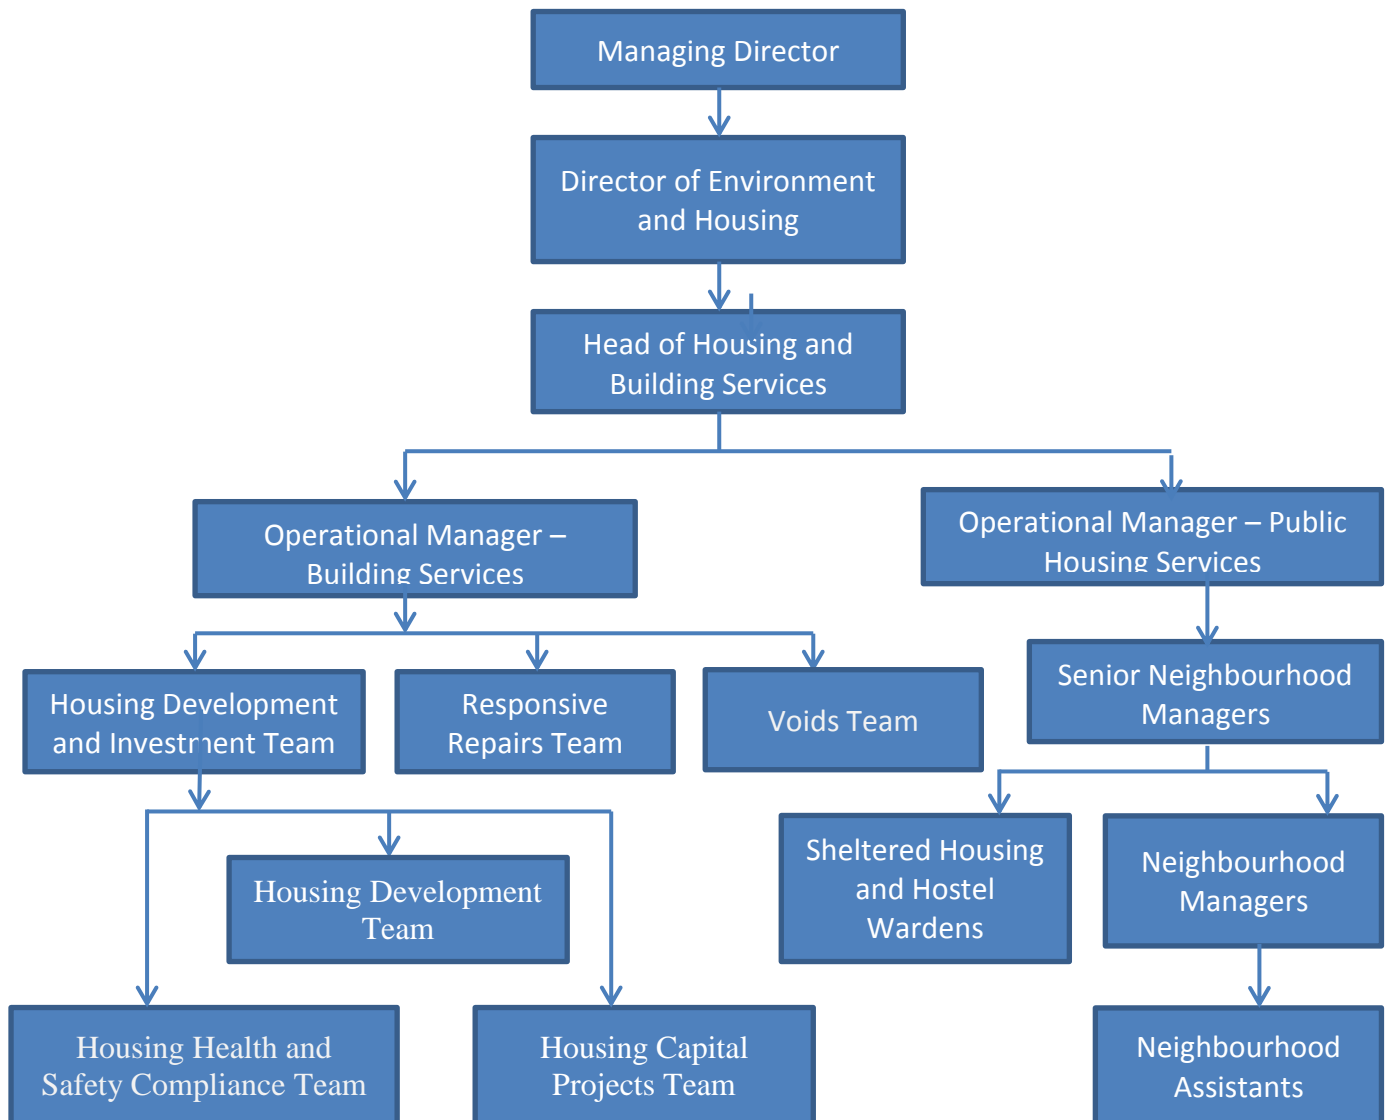 Managing Director
Director of Environment
and Housing
Head of Housing and
Building Services
Operational Manager –
Building Services
Operational Manager – Public
Housing Services
Housing Development
and Investment Team
Responsive
Repairs Team
Voids Team
Senior Neighbourhood
Managers
Housing Development
Team
Sheltered Housing
and Hostel
Wardens
Neighbourhood
Managers
Housing Health and
Safety Compliance Team
Housing Capital
Projects Team
Neighbourhood
Assistants